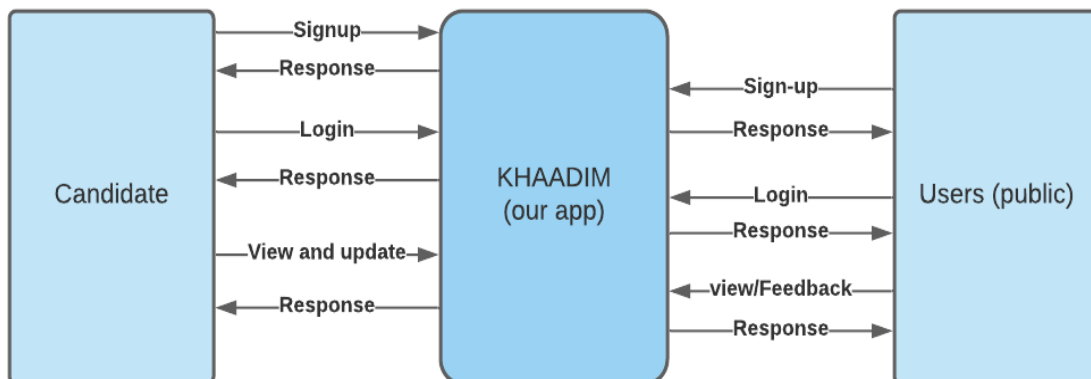 Signup
Response
Sign-up
Login
Response
Response
Candidate
KHAADIM
(our app)
Login
Users (public)
Response
View and update
view/Feedback
Response
Response